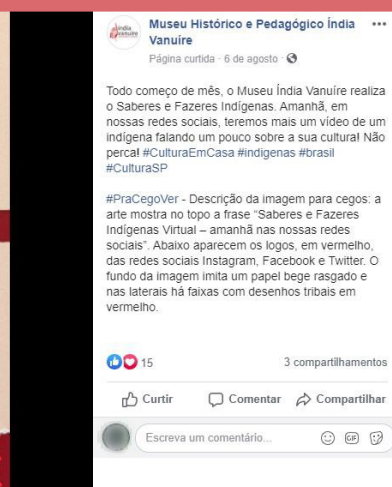 índia
vanuíre
Museu Histórico e Pedagógico Índia ···
Vanuíre
Página curtida · 6 de agosto ·
Todo começo de mês, o Museu Índia Vanuíre realiza
o Saberes e Fazeres Indígenas. Amanhã, em
nossas redes sociais, teremos mais um vídeo de um
indígena falando um pouco sobre a sua cultura! Não
perca! #CulturaEmCasa #indigenas #brasil
#CulturaSP
#PraCegoVer - Descrição da imagem para cegos: a
arte mostra no topo a frase “Saberes e Fazeres
Indígenas Virtual – amanhã nas nossas redes
sociais”. Abaixo aparecem os logos, em vermelho,
das redes sociais Instagram, Facebook e Twitter. O
fundo da imagem imita um papel bege rasgado e
nas laterais há faixas com desenhos tribais em
vermelho.
15 3 compartilhamentos
Curtir Comentar Compartilhar
Escreva um comentário... GIF